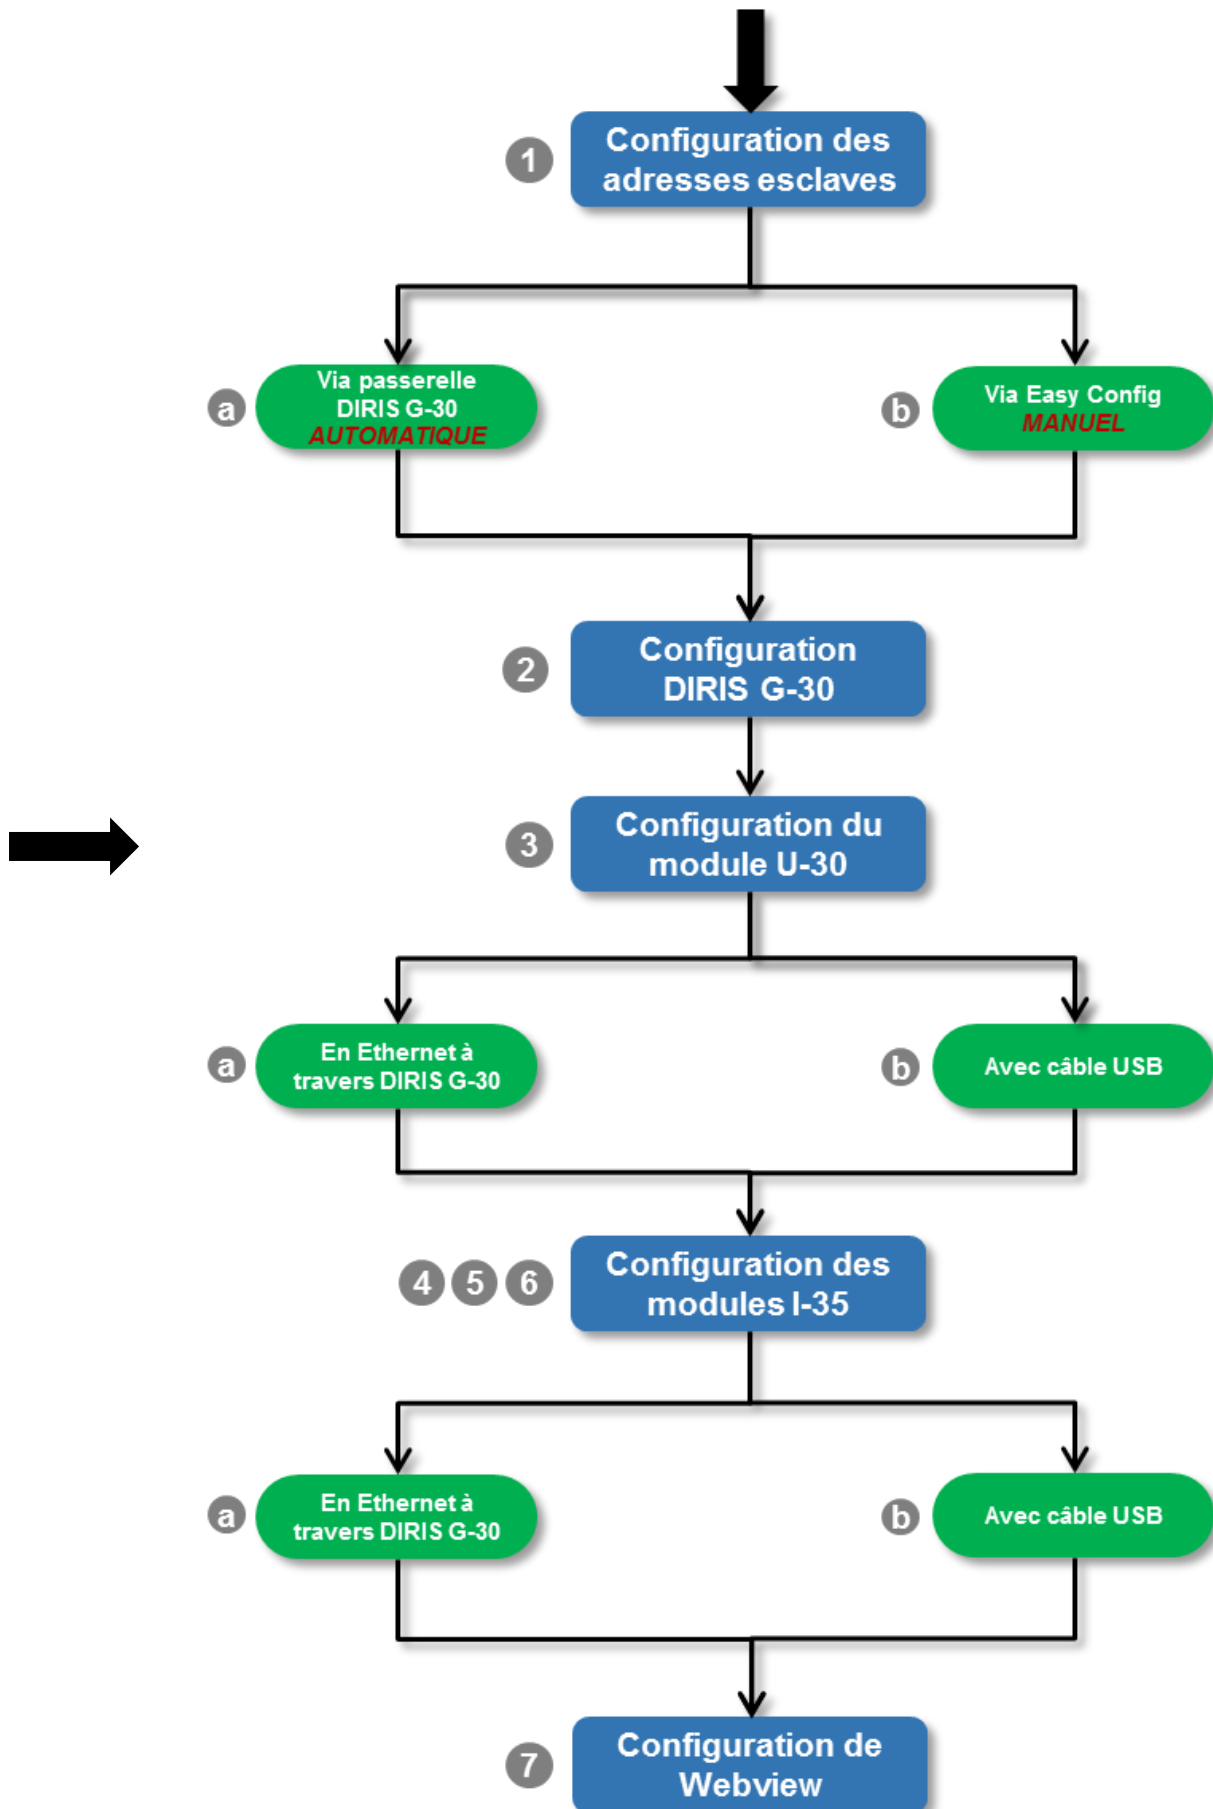 1
Configuration des
adresses esclaves
a
Via passerelle
DIRIS G-30
AUTOMATIQUE
b
Via Easy Config
MANUEL
2
Configuration
DIRIS G-30
3
Configuration du
module U-30
a
En Ethernet à
travers DIRIS G-30
b
Avec câble USB
4 5 6
Configuration des
modules I-35
a
En Ethernet à
travers DIRIS G-30
b
Avec câble USB
7
Configuration de
Webview